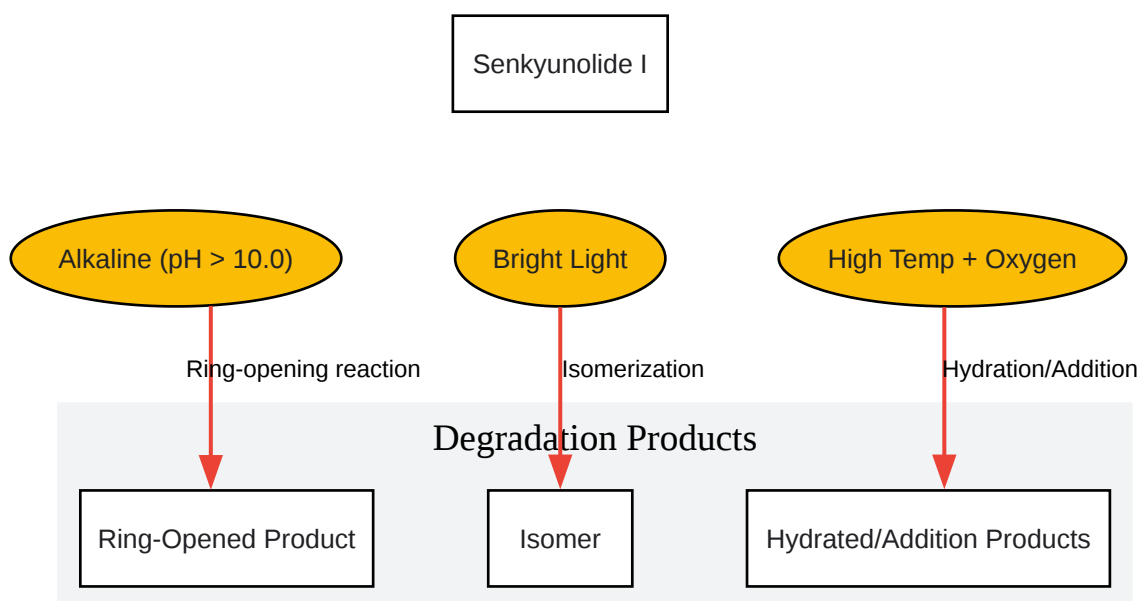 Senkyunolide I
Alkaline (pH > 10.0)
Bright Light
High Temp + Oxygen
Ring-opening reaction
Isomerization
Hydration/Addition
Degradation Products
Ring-Opened Product
Isomer
Hydrated/Addition Products